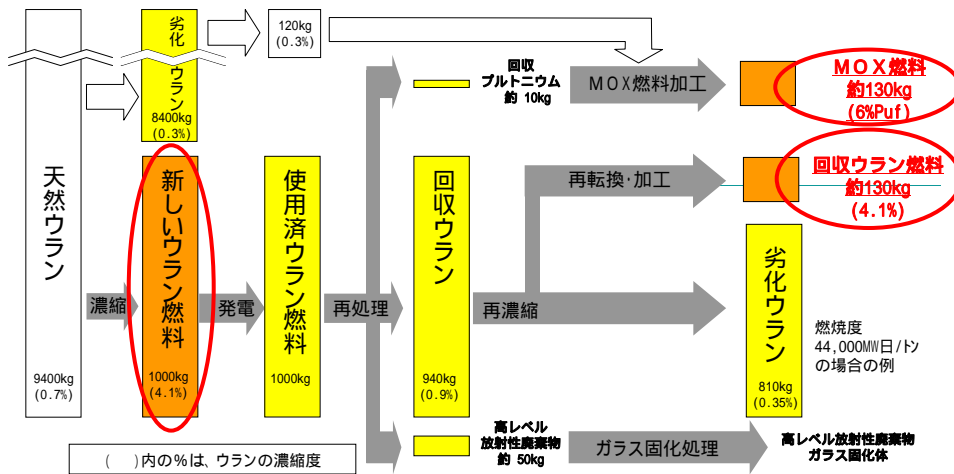 劣化
ウラン
8400kg
(0.3%)
120kg
(0.3%)
回収
プルトニウム
約 10kg
MOX燃料加工
MOX燃料
約130kg
(6%Puf)
天然ウラン
9400kg
(0.7%)
濃縮
新しいウラン燃料
1000kg
(4.1%)
発電
使用済ウラン燃料
1000kg
再処理
回収ウラン
940kg
(0.9%)
再転換・加工
回収ウラン燃料
約130kg
(4.1%)
再濃縮
劣化ウラン
810kg
(0.35%)
燃焼度
44,000MW日/トン
の場合の例
高レベル
放射性廃棄物
約 50kg
ガラス固化処理
高レベル放射性廃棄物
ガラス固化体
( )内の%は、ウランの濃縮度